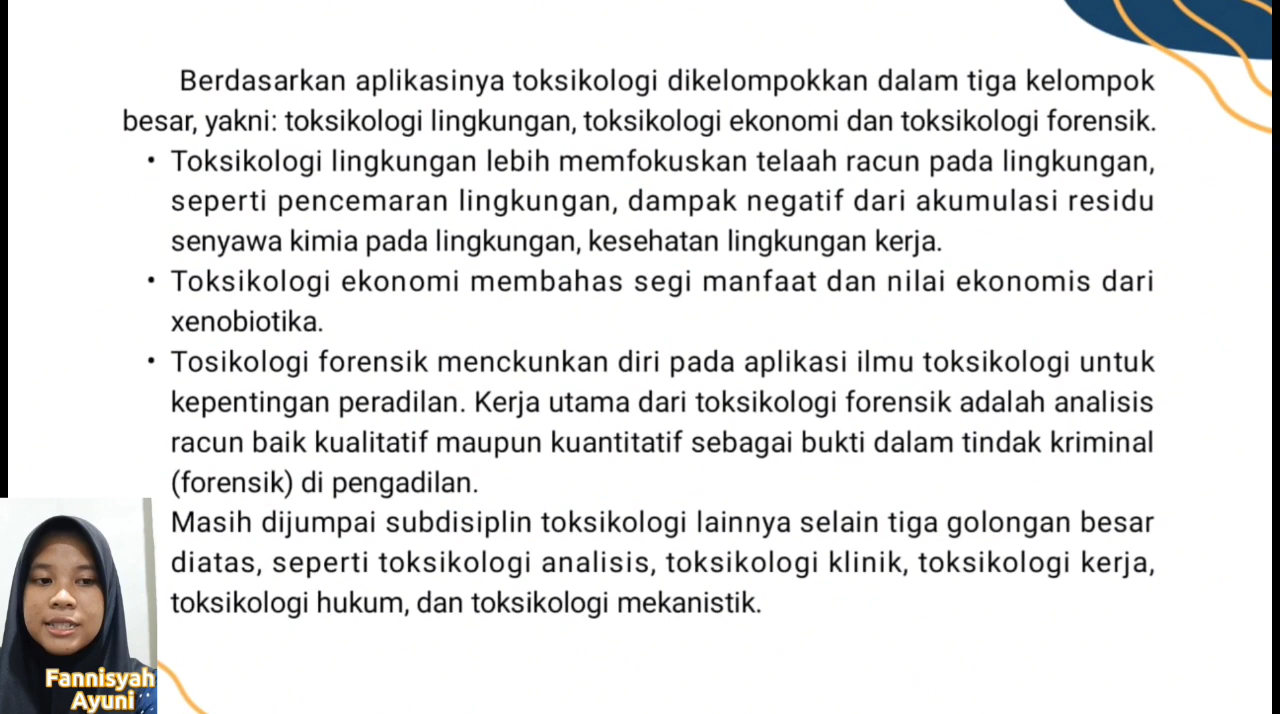 Berdasarkan aplikasinya toksikologi dikelompokkan dalam tiga kelompok
besar, yakni: toksikologi lingkungan, toksikologi ekonomi dan toksikologi forensik.
• Toksikologi lingkungan lebih memfokuskan telaah racun pada lingkungan,
seperti pencemaran lingkungan, dampak negatif dari akumulasi residu
senyawa kimia pada lingkungan, kesehatan lingkungan kerja.
• Toksikologi ekonomi membahas segi manfaat dan nilai ekonomis dari
xenobiotika.
• Tosikologi forensik menckunkan diri pada aplikasi ilmu toksikologi untuk
kepentingan peradilan. Kerja utama dari toksikologi forensik adalah analisis
racun baik kualitatif maupun kuantitatif sebagai bukti dalam tindak kriminal
(forensik) di pengadilan.
Masih dijumpai subdisiplin toksikologi lainnya selain tiga golongan besar
diatas, seperti toksikologi analisis, toksikologi klinik, toksikologi kerja,
toksikologi hukum, dan toksikologi mekanistik.
Fannisyah
Ayuni